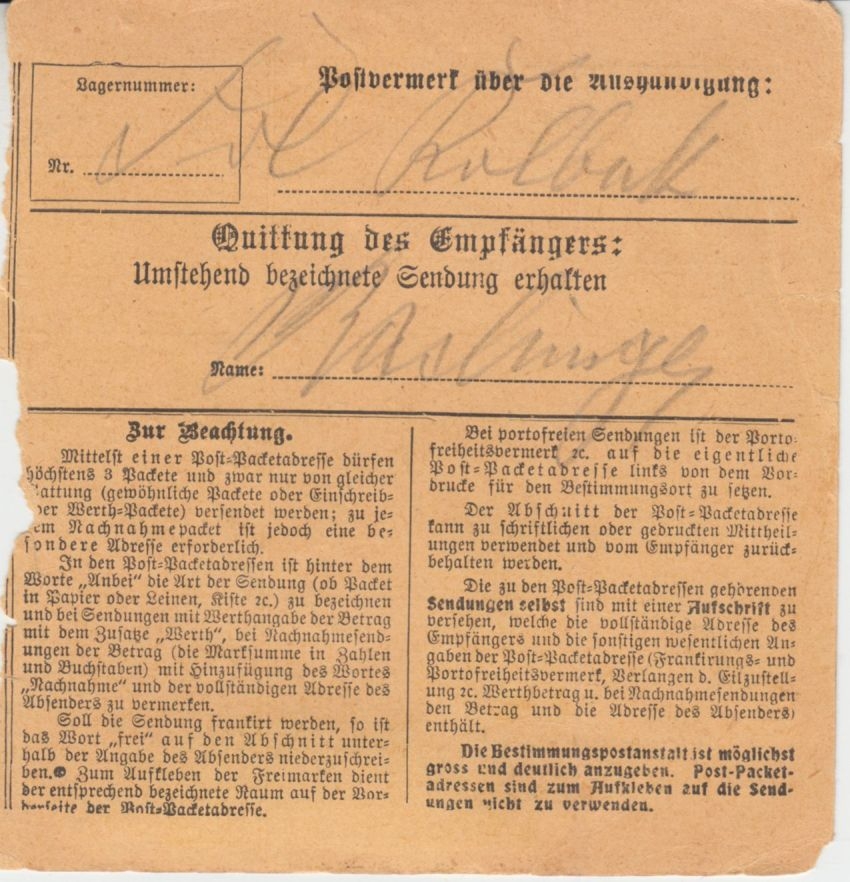 Lagernummer:
Nr.
Postvermerk über die Aushändigung:
Quittung des Empfängers:
Umstehend bezeichnete Sendung erhalten
Name:
Zur Beachtung.
Mittelst einer Post=Packetadresse dürfen
höchstens 3 Packete und zwar nur von gleicher
Gattung (gewöhnliche Packete oder Einschreib=
oder Werth=Packete) versendet werden; zu je=
dem Nachnahmepacket ist jedoch eine be=
sondere Adresse erforderlich.
In den Post=Packetadressen ist hinter dem
Worte „Anbei“ die Art der Sendung (ob Packet
in Papier oder Leinen, Kiste ꝛc.) zu bezeichnen
und bei Sendungen mit Werthangabe der Betrag
mit dem Zusatze „Werth“, bei Nachnahmesend=
ungen der Betrag (die Marksumme in Zahlen
und Buchstaben) mit Hinzufügung des Wortes
„Nachnahme“ und der vollständigen Adresse des
Absenders zu vermerken.
Soll die Sendung frankirt werden, so ist
das Wort „frei“ auf den Abschnitt unter=
halb der Angabe des Absenders niederzuschrei=
ben. Zum Aufkleben der Freimarken dient
der entsprechend bezeichnete Raum auf der Vor=
derseite der Post=Packetadresse.
Bei portofreien Sendungen ist der Porto=
freiheitsvermerk ꝛc. auf die eigentliche
Post=Packetadresse links von dem Vor=
drucke für den Bestimmungsort zu setzen.
Der Abschnitt der Post=Packetadresse
kann zu schriftlichen oder gedruckten Mittheil=
ungen verwendet und vom Empfänger zurück=
behalten werden.
Die zu den Post=Packetadressen gehörenden
Sendungen selbst sind mit einer Aufschrift zu
versehen, welche die vollständige Adresse des
Empfängers und die sonstigen wesentlichen An=
gaben der Post=Packetadresse (Frankirungs= und
Portofreiheitsvermerk, Verlangen d. Eilzustell=
ung ꝛc. Werthbetrag u. bei Nachnahmesendungen
den Betrag und die Adresse des Absenders)
enthält.
Die Bestimmungspostanstalt ist möglichst
gross und deutlich anzugeben. Post=Packet=
adressen sind zum Aufkleben auf die Send=
ungen nicht zu verwenden.